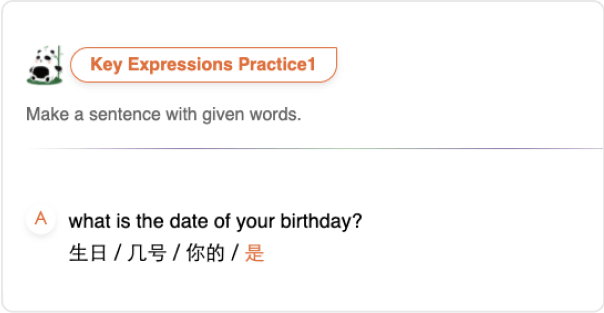 Key Expressions Practice1
Make a sentence with given words.
A
what is the date of your birthday?
生日 / 几号 / 你的 / 是